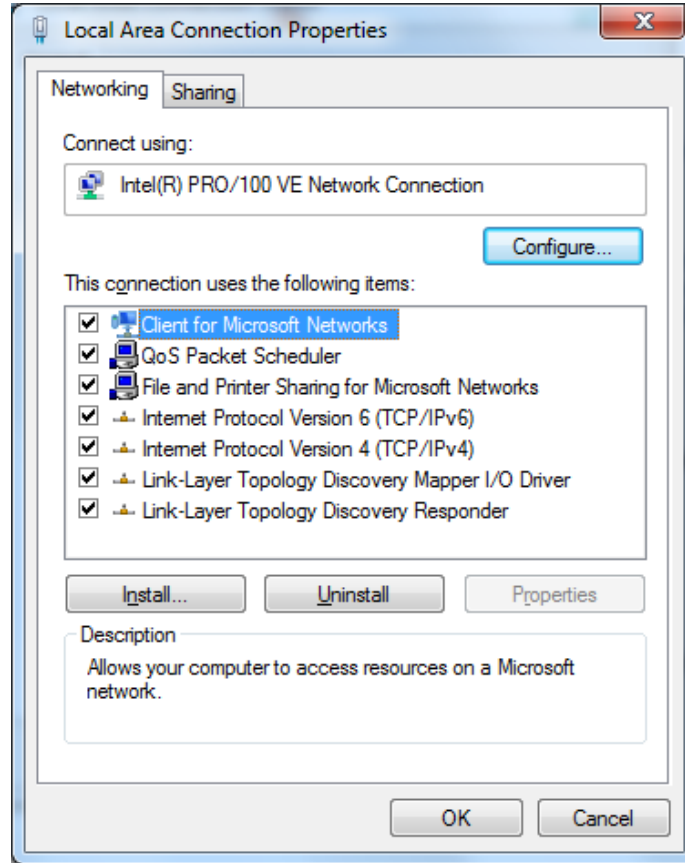 Local Area Connection Properties
Networking
Sharing
Connect using:
Intel(R) PRO/100 VE Network Connection
Configure...
This connection uses the following items:
Client for Microsoft Networks
QoS Packet Scheduler
File and Printer Sharing for Microsoft Networks
Internet Protocol Version 6 (TCP/IPv6)
Internet Protocol Version 4 (TCP/IPv4)
Link-Layer Topology Discovery Mapper I/O Driver
Link-Layer Topology Discovery Responder
Install...
Uninstall
Properties
Description
Allows your computer to access resources on a Microsoft
network.
OK
Cancel